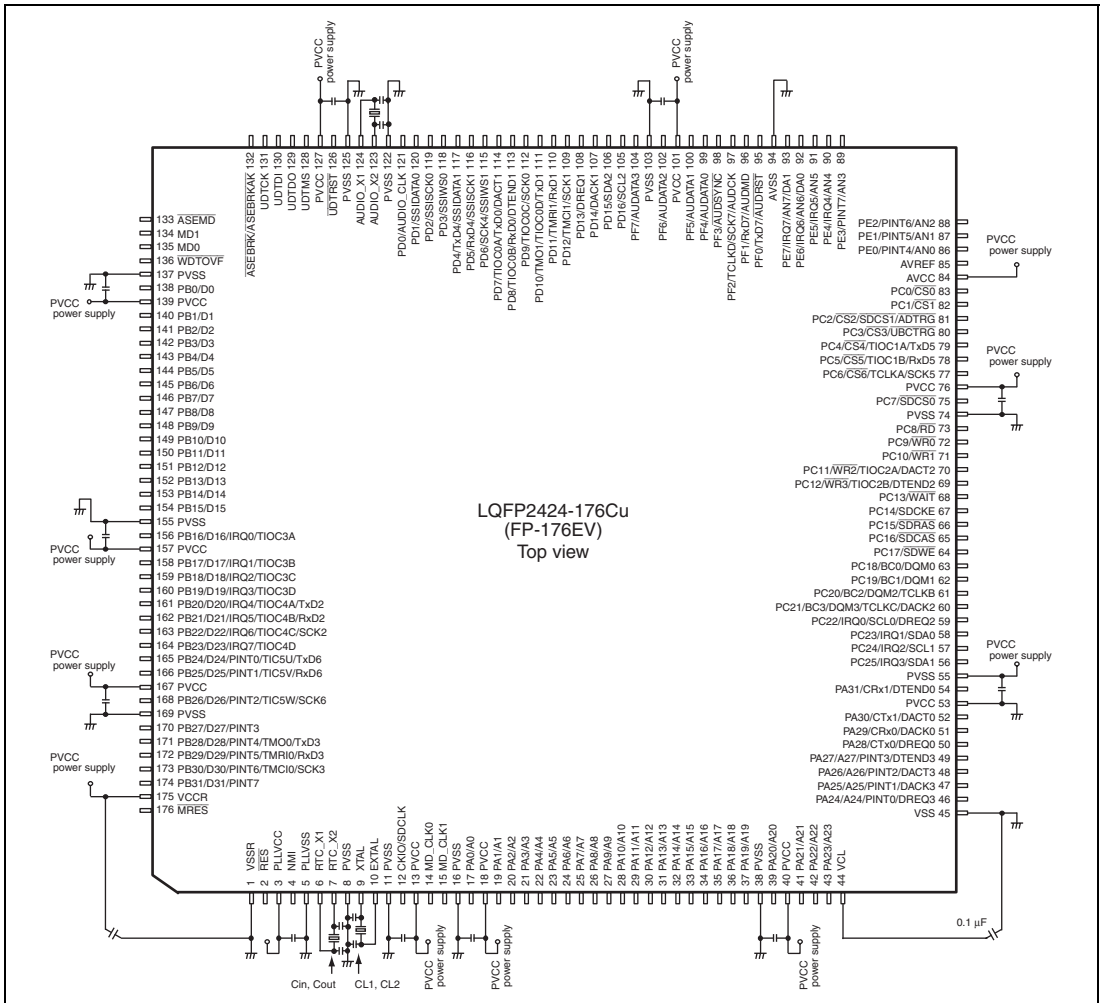 PVCC
power supply
PVCC
power supply
ASEBRK/ASEBRKAK 132
UDTCK 131
UDTDI 130
UDTDO 129
UDTMS 128
PVCC 127
UDTRST 126
PVSS 125
AUDIO_X1 124
AUDIO_X2 123
PVSS 122
PD0/AUDIO_CLK 121
PD1/SSIDATA0 120
PD2/SSISCK0 119
PD3/SSIWS0 118
PD4/TxD4/SSIDATA1 117
PD5/RxD4/SSISCK1 116
PD6/SCK4/SSIWS1 115
PD7/TIOC0A/TxD0/DACT1 114
PD8/TIOC0B/RxD0/DTEND1 113
PD9/TIOC0C/SCK0 112
PD10/TMO1/TIOC0D/TxD1 111
PD11/TMRI1/RxD1 110
PD12/TMCI1/SCK1 109
PD13/DREQ1 108
PD14/DACK1 107
PD15/SDA2 106
PD16/SCL2 105
PF7/AUDATA3 104
PVSS 103
PF6/AUDATA2 102
PVCC 101
PF5/AUDATA1 100
PF4/AUDATA0 99
PF3/AUDSYNC 98
PF2/TCLKD/SCK7/AUDCK 97
PF1/RxD7/AUDMD 96
PF0/TxD7/AUDRST 95
AVSS 94
PE7/IRQ7/AN7/DA1 93
PE6/IRQ6/AN6/DA0 92
PE5/IRQ5/AN5 91
PE4/IRQ4/AN4 90
PE3/PINT7/AN3 89
133 ASEMD
134 MD1
135 MD0
136 WDTOVF
137 PVSS
138 PB0/D0
139 PVCC
PVCC
power supply
140 PB1/D1
141 PB2/D2
142 PB3/D3
143 PB4/D4
144 PB5/D5
145 PB6/D6
146 PB7/D7
147 PB8/D8
148 PB9/D9
149 PB10/D10
150 PB11/D11
151 PB12/D12
152 PB13/D13
153 PB14/D14
154 PB15/D15
155 PVSS
156 PB16/D16/IRQ0/TIOC3A
157 PVCC
PVCC
power supply
158 PB17/D17/IRQ1/TIOC3B
159 PB18/D18/IRQ2/TIOC3C
160 PB19/D19/IRQ3/TIOC3D
161 PB20/D20/IRQ4/TIOC4A/TxD2
162 PB21/D21/IRQ5/TIOC4B/RxD2
163 PB22/D22/IRQ6/TIOC4C/SCK2
164 PB23/D23/IRQ7/TIOC4D
165 PB24/D24/PINT0/TIC5U/TxD6
166 PB25/D25/PINT1/TIC5V/RxD6
PVCC
power supply
167 PVCC
168 PB26/D26/PINT2/TIC5W/SCK6
169 PVSS
170 PB27/D27/PINT3
171 PB28/D28/PINT4/TMO0/TxD3
172 PB29/D29/PINT5/TMRI0/RxD3
173 PB30/D30/PINT6/TMCI0/SCK3
174 PB31/D31/PINT7
PVCC
power supply
175 VCCR
176 MRES
LQFP2424-176Cu
(FP-176EV)
Top view
PE2/PINT6/AN2 88
PE1/PINT5/AN1 87
PE0/PINT4/AN0 86
AVREF 85
AVCC 84
PVCC
power supply
PC0/CS0 83
PC1/CS1 82
PC2/CS2/SDCS1/ADTRG 81
PC3/CS3/UBCTRG 80
PC4/CS4/TIOC1A/TxD5 79
PC5/CS5/TIOC1B/RxD5 78
PC6/CS6/TCLKA/SCK5 77
PVCC
power supply
PVCC 76
PC7/SDCS0 75
PVSS 74
PC8/RD 73
PC9/WR0 72
PC10/WR1 71
PC11/WR2/TIOC2A/DACT2 70
PC12/WR3/TIOC2B/DTEND2 69
PC13/WAIT 68
PC14/SDCKE 67
PC15/SDRAS 66
PC16/SDCAS 65
PC17/SDWE 64
PC18/BC0/DQM0 63
PC19/BC1/DQM1 62
PC20/BC2/DQM2/TCLKB 61
PC21/BC3/DQM3/TCLKC/DACK2 60
PC22/IRQ0/SCL0/DREQ2 59
PC23/IRQ1/SDA0 58
PC24/IRQ2/SCL1 57
PC25/IRQ3/SDA1 56
PVCC
power supply
PVSS 55
PA31/CRx1/DTEND0 54
PVCC 53
PA30/CTx1/DACT0 52
PA29/CRx0/DACK0 51
PA28/CTx0/DREQ0 50
PA27/A27/PINT3/DTEND3 49
PA26/A26/PINT2/DACT3 48
PA25/A25/PINT1/DACK3 47
PA24/A24/PINT0/DREQ3 46
VSS 45
1 VSSR
2 RES
3 PLLVCC
4 NMI
5 PLLVSS
6 RTC_X1
7 RTC_X2
8 PVSS
9 XTAL
10 EXTAL
11 PVSS
12 CKIO/SDCLK
13 PVCC
14 MD_CLK0
15 MD_CLK1
16 PVSS
17 PA0/A0
18 PVCC
19 PA1/A1
20 PA2/A2
21 PA3/A3
22 PA4/A4
23 PA5/A5
24 PA6/A6
25 PA7/A7
26 PA8/A8
27 PA9/A9
28 PA10/A10
29 PA11/A11
30 PA12/A12
31 PA13/A13
32 PA14/A14
33 PA15/A15
34 PA16/A16
35 PA17/A17
36 PA18/A18
37 PA19/A19
38 PVSS
39 PA20/A20
40 PVCC
41 PA21/A21
42 PA22/A22
43 PA23/A23
44 VCL
0.1 µF
Cin, Cout
CL1, CL2
PVCC
power supply
PVCC
power supply
PVCC
power supply